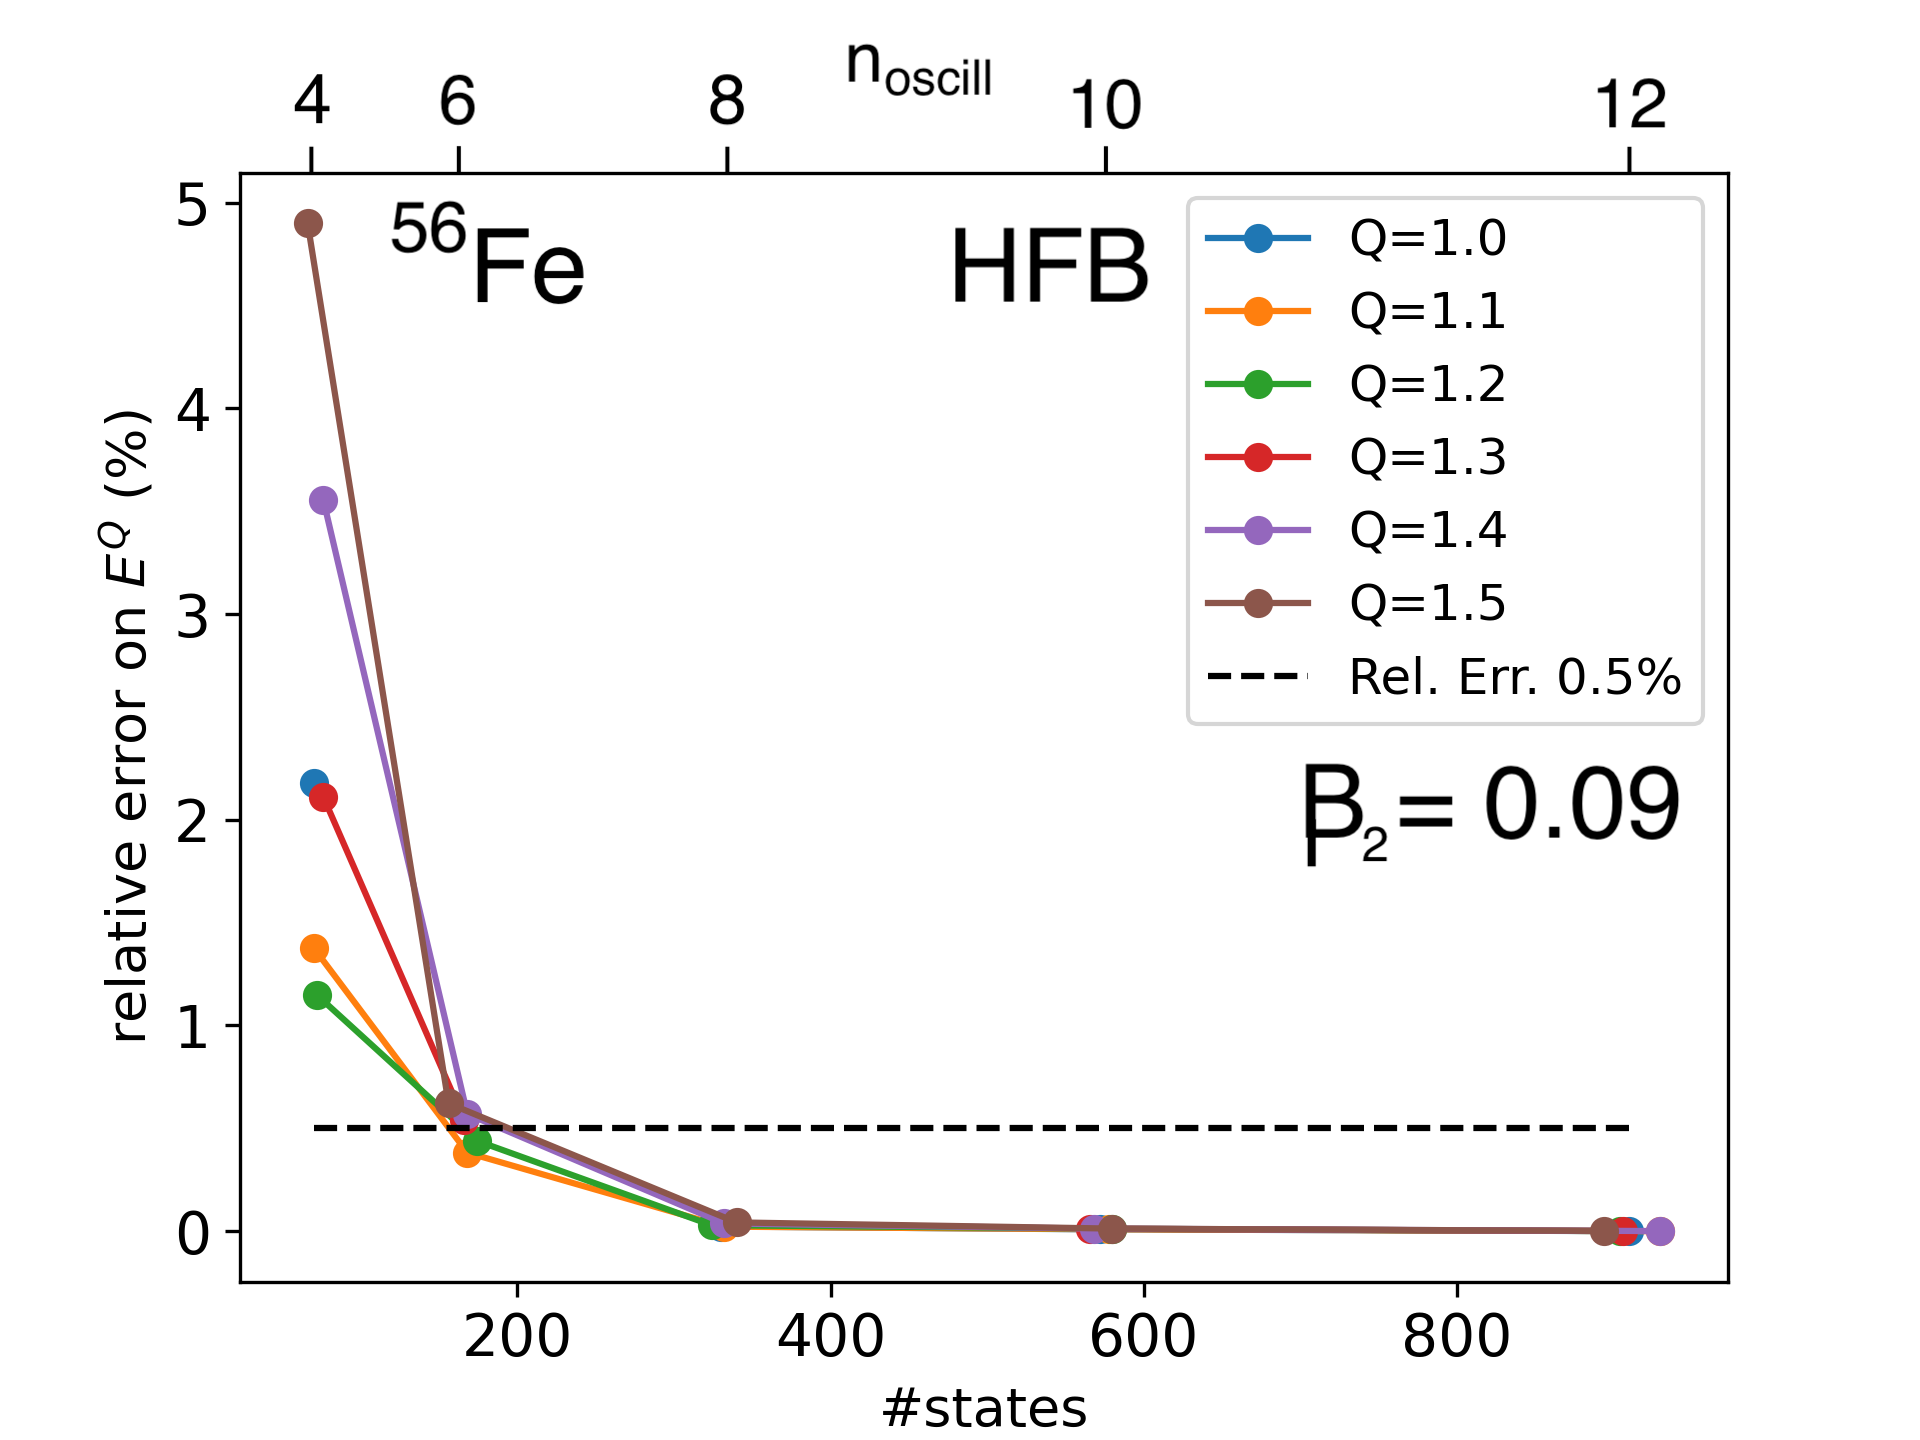 n_oscill
4 6 8 10 12
⁵⁶Fe HFB
Q=1.0
Q=1.1
Q=1.2
Q=1.3
Q=1.4
Q=1.5
Rel. Err. 0.5%
β₂ = 0.09
relative error on E^Q (%)
5
4
3
2
1
0
200 400 600 800
#states